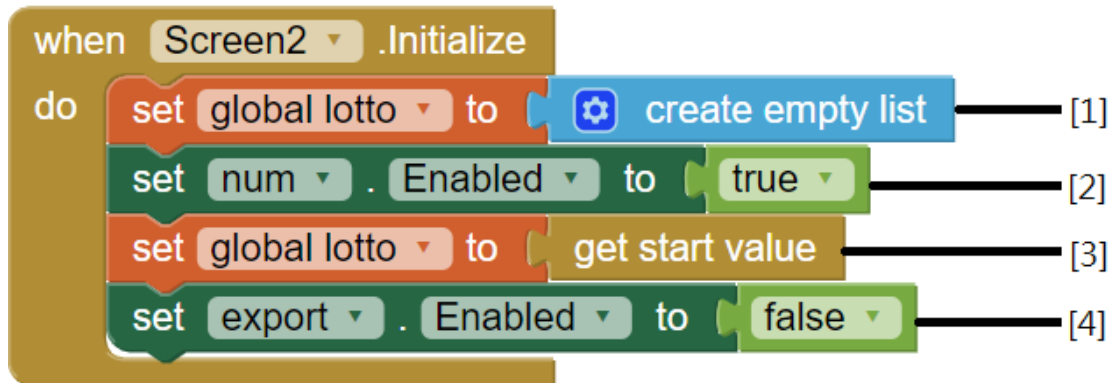 when Screen2 .Initialize
do set global lotto to create empty list [1]
set num . Enabled to true [2]
set global lotto to get start value [3]
set export . Enabled to false [4]